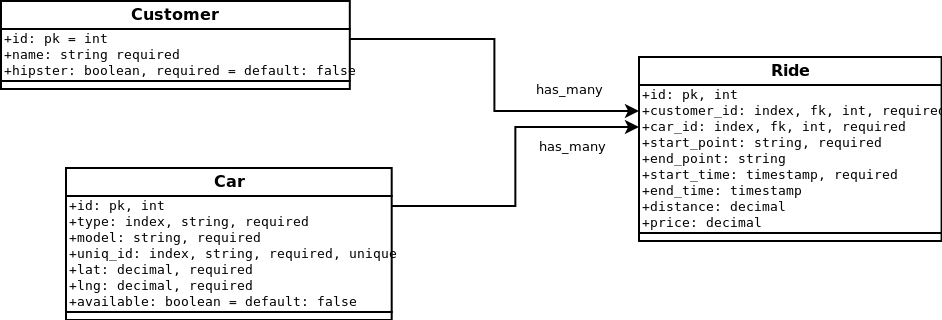 Customer
+id: pk = int
+name: string required
+hipster: boolean, required = default: false
has_many
Ride
+id: pk, int
+customer_id: index, fk, int, required
+car_id: index, fk, int, required
+start_point: string, required
+end_point: string
+start_time: timestamp, required
+end_time: timestamp
+distance: decimal
+price: decimal
has_many
Car
+id: pk, int
+type: index, string, required
+model: string, required
+uniq_id: index, string, required, unique
+lat: decimal, required
+lng: decimal, required
+available: boolean = default: false